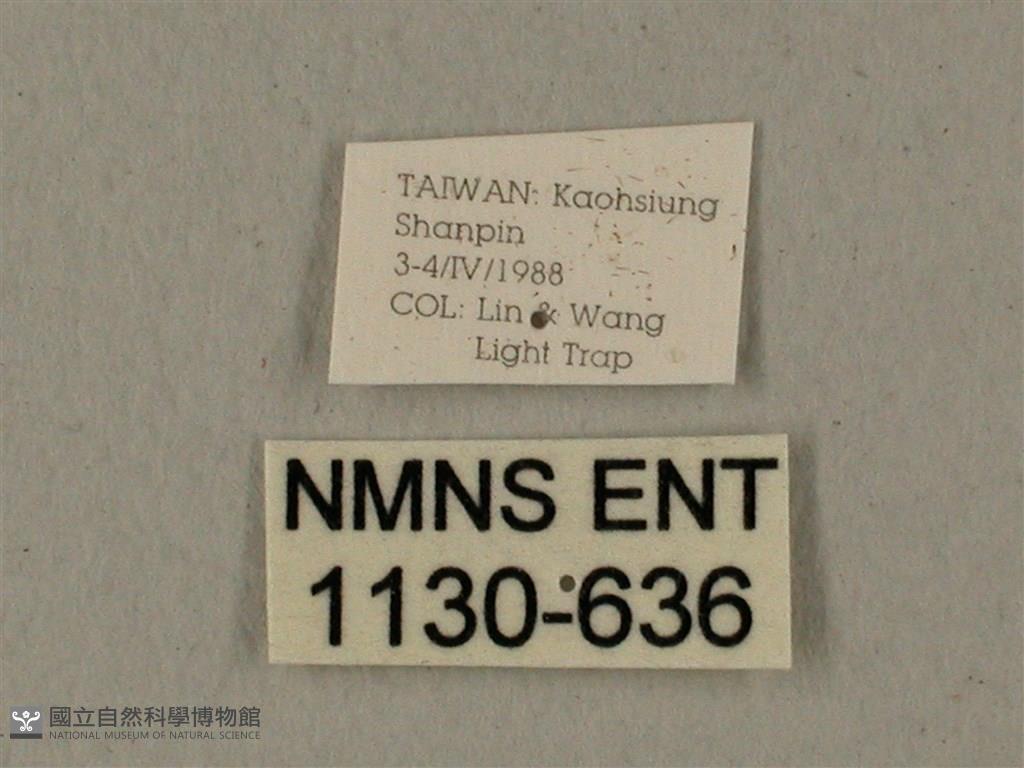 TAIWAN: Kaohsiung
Shanpin
3-4/IV/1988
COL: Lin & Wang
Light Trap
NMNS ENT
1130-636
國立自然科學博物館
NATIONAL MUSEUM OF NATURAL SCIENCE